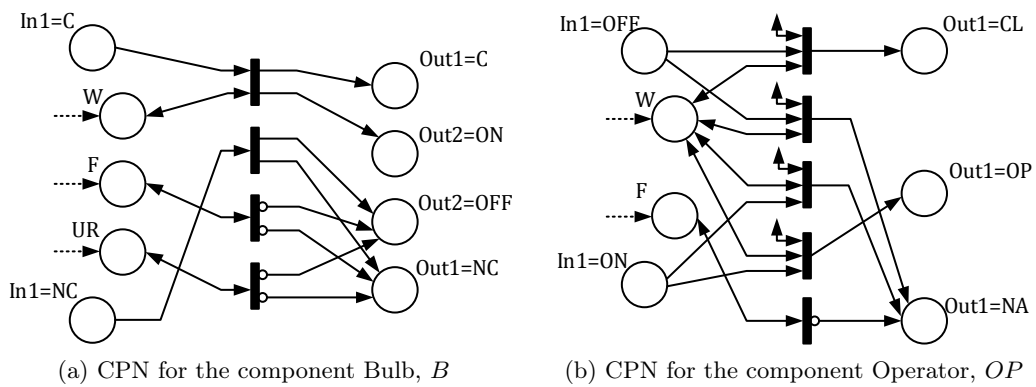 In1=C
Out1=C
W
Out2=ON
F
Out2=OFF
UR
Out1=NC
In1=NC
(a) CPN for the component Bulb, B
In1=OFF
Out1=CL
W
Out1=OP
F
In1=ON
Out1=NA
(b) CPN for the component Operator, OP